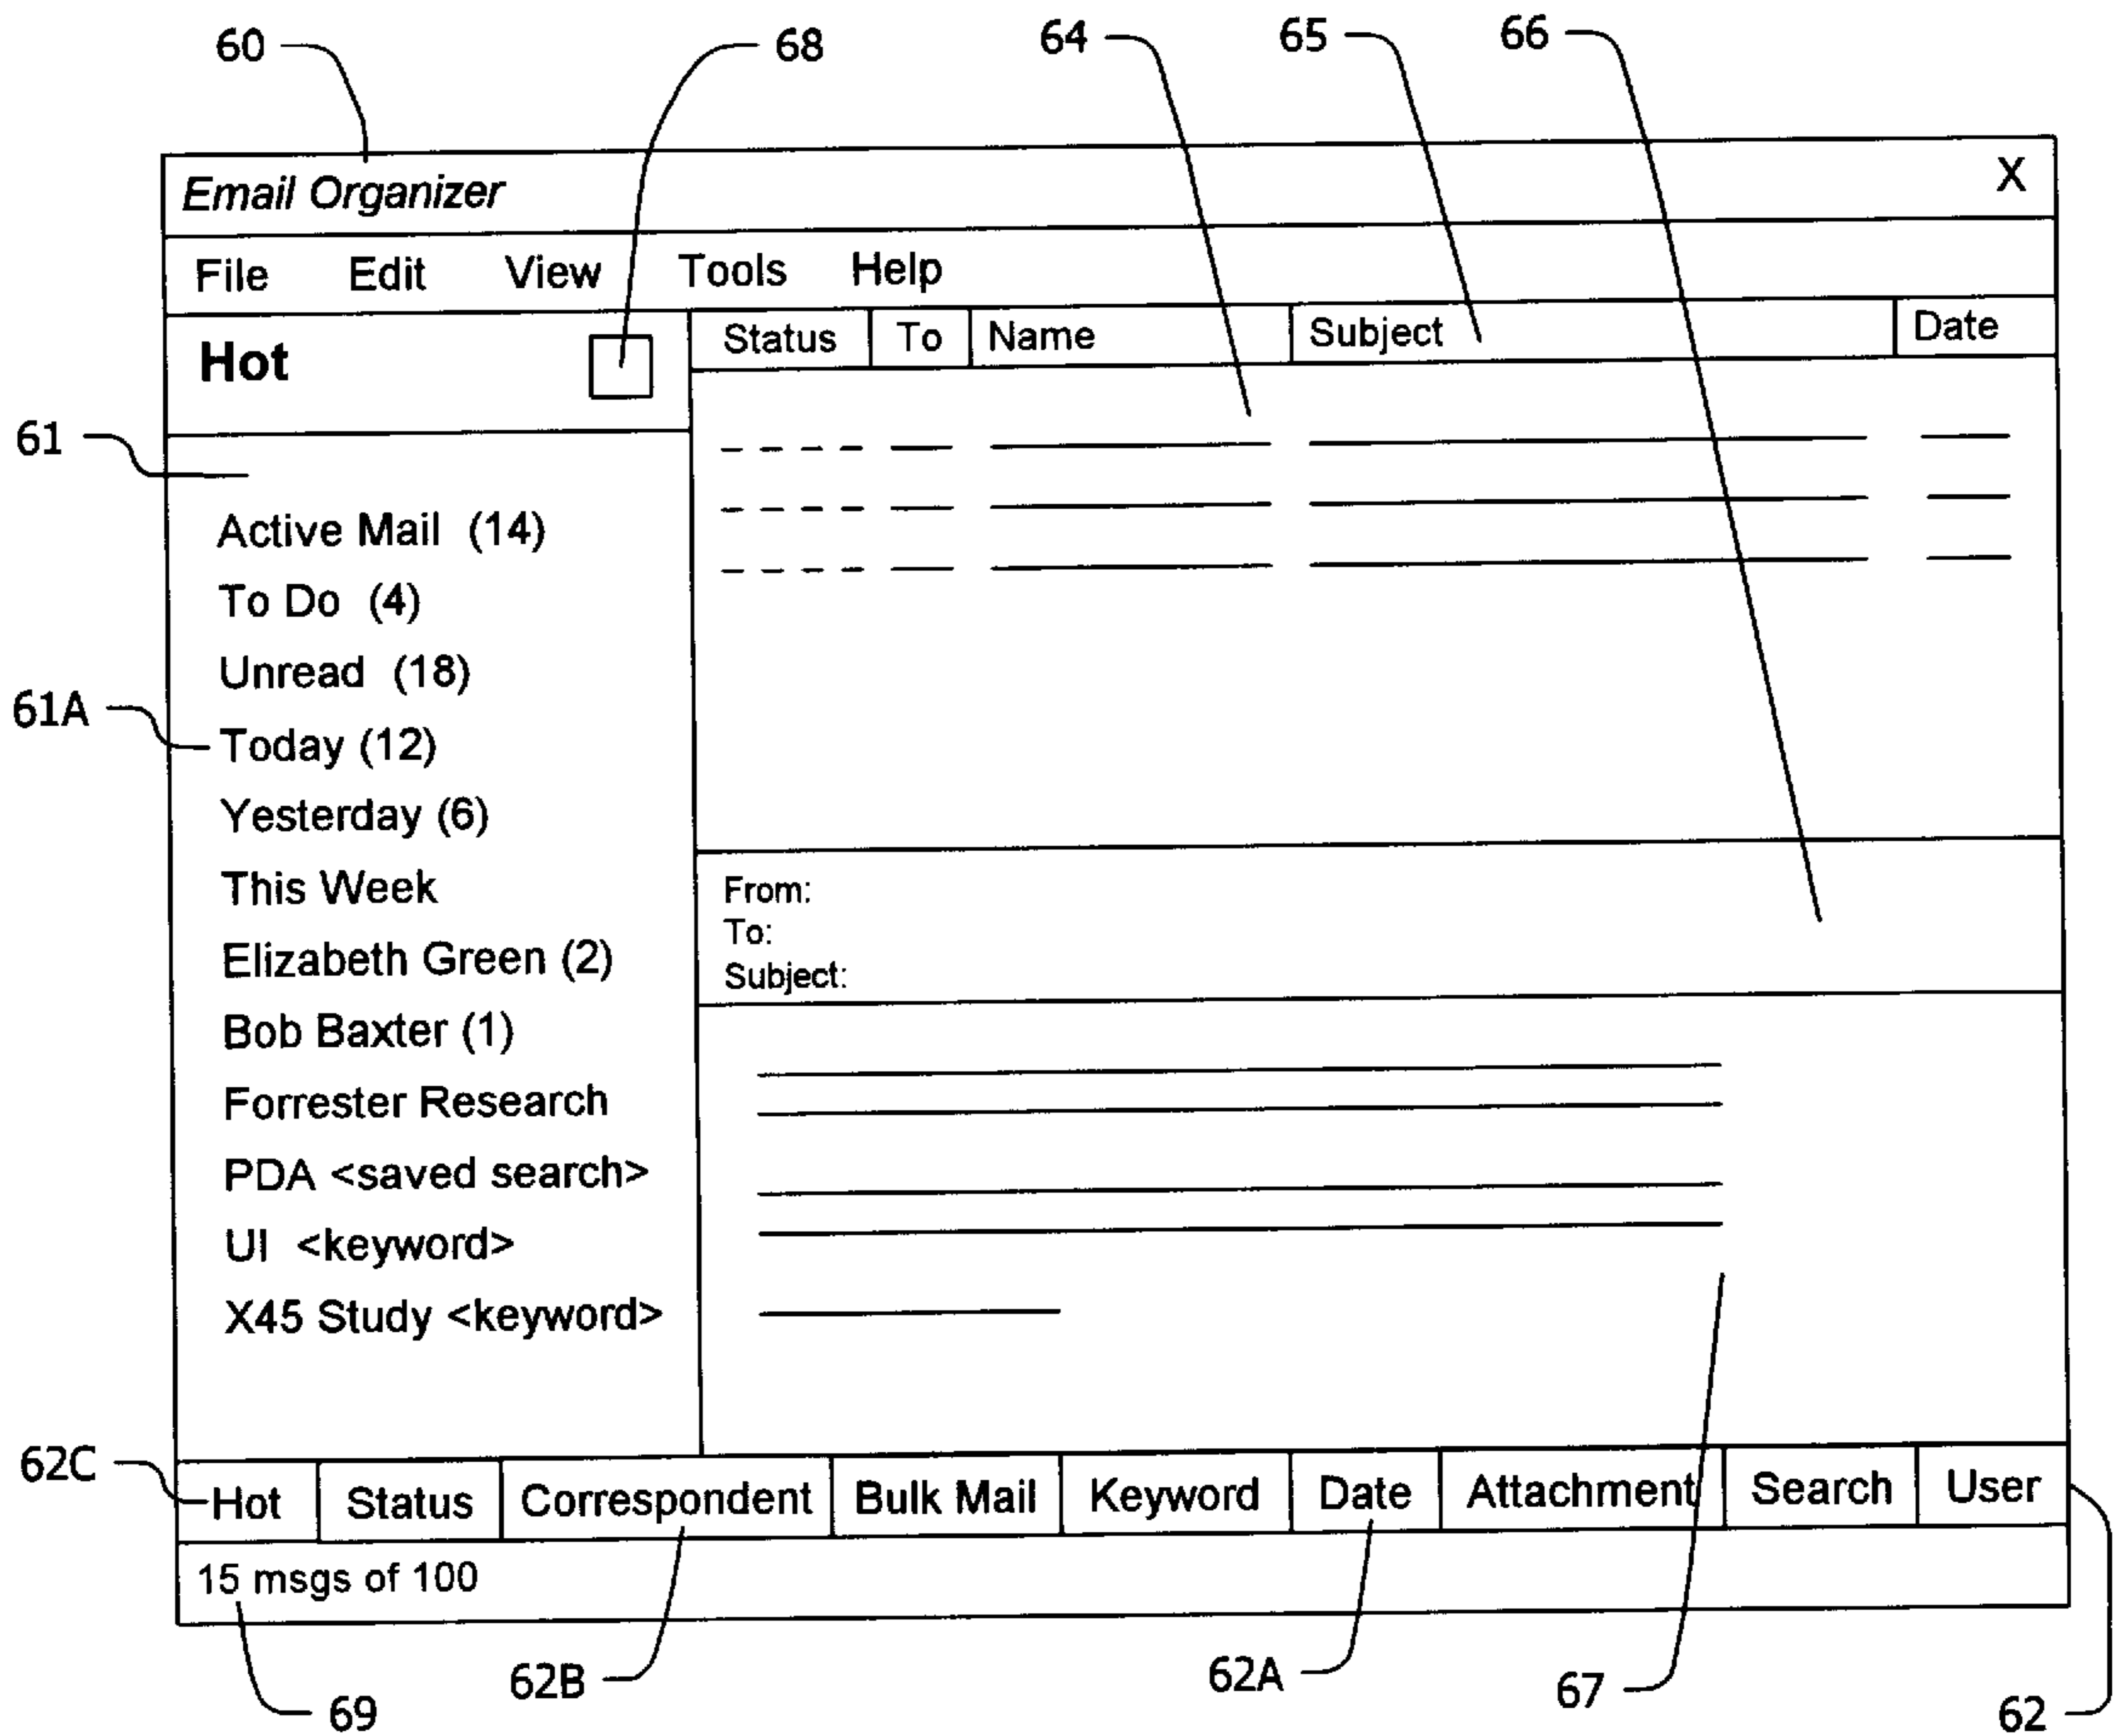 60 68 64 65 66
Email Organizer X
File Edit View Tools Help
Hot
Status To Name Subject Date
61
Active Mail (14)
To Do (4)
Unread (18)
61A
Today (12)
Yesterday (6)
This Week
Elizabeth Green (2)
Bob Baxter (1)
Forrester Research
PDA <saved search>
UI <keyword>
X45 Study <keyword>
From:
To:
Subject:
62C
Hot Status Correspondent Bulk Mail Keyword Date Attachment Search User
15 msgs of 100
69 62B 62A 67 62